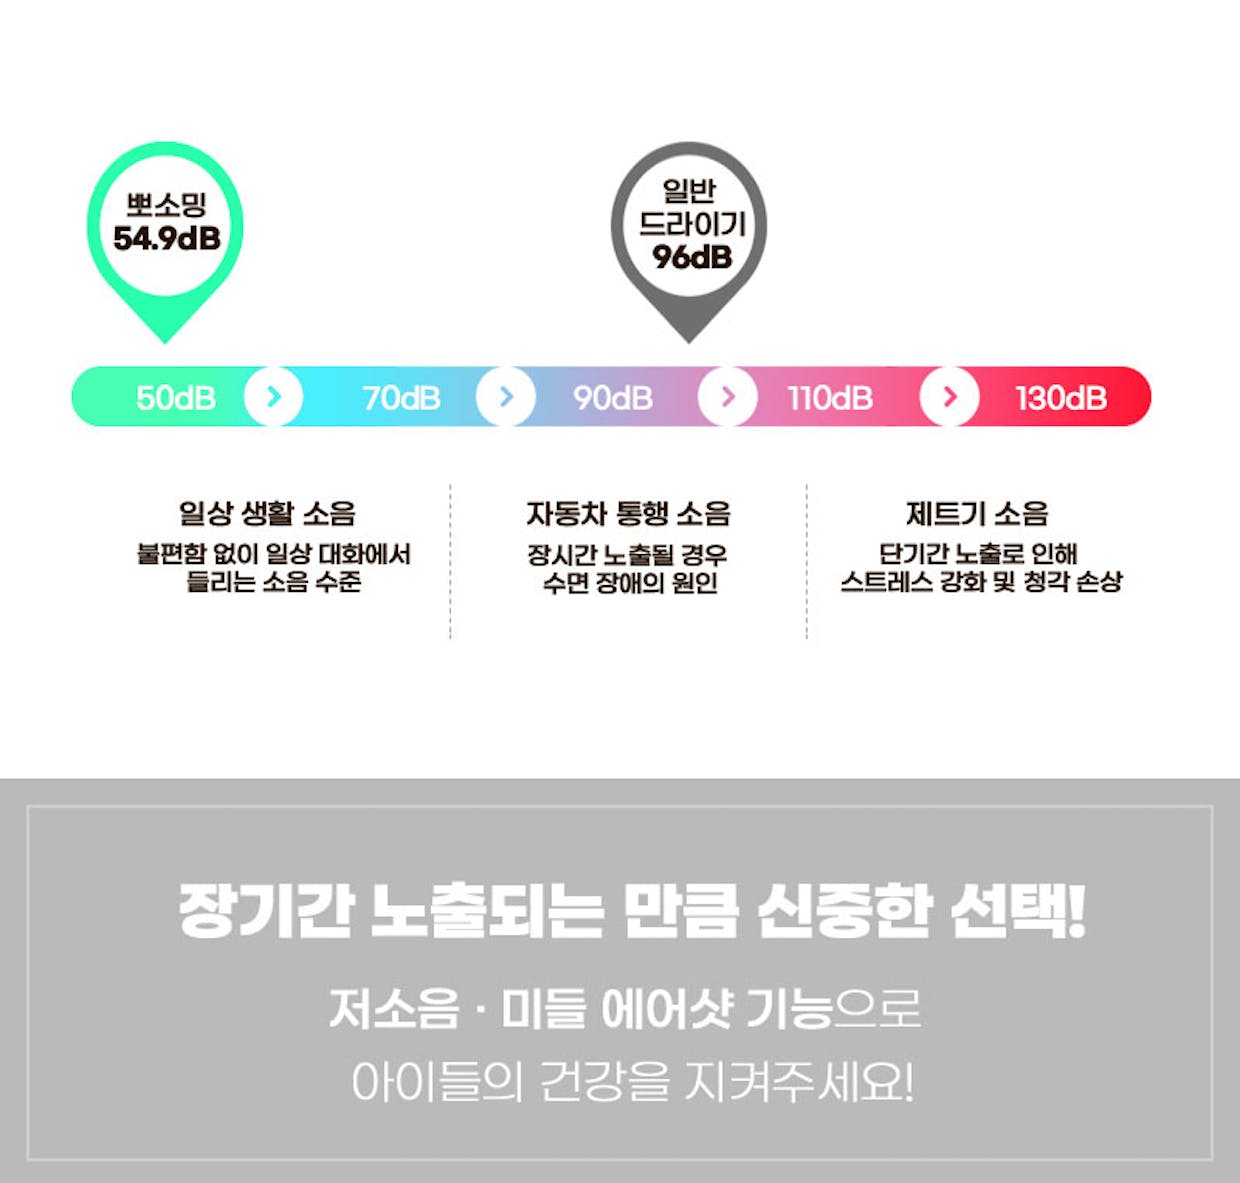 뽀소밍
54.9dB
일반
드라이기
96dB
50dB
70dB
90dB
110dB
130dB
일상 생활 소음
불편함 없이 일상 대화에서
들리는 소음 수준
자동차 통행 소음
장시간 노출될 경우
수면 장애의 원인
제트기 소음
단기간 노출로 인해
스트레스 강화 및 청각 손상
장기간 노출되는 만큼 신중한 선택!
저소음 · 미들 에어샷 기능으로
아이들의 건강을 지켜주세요!